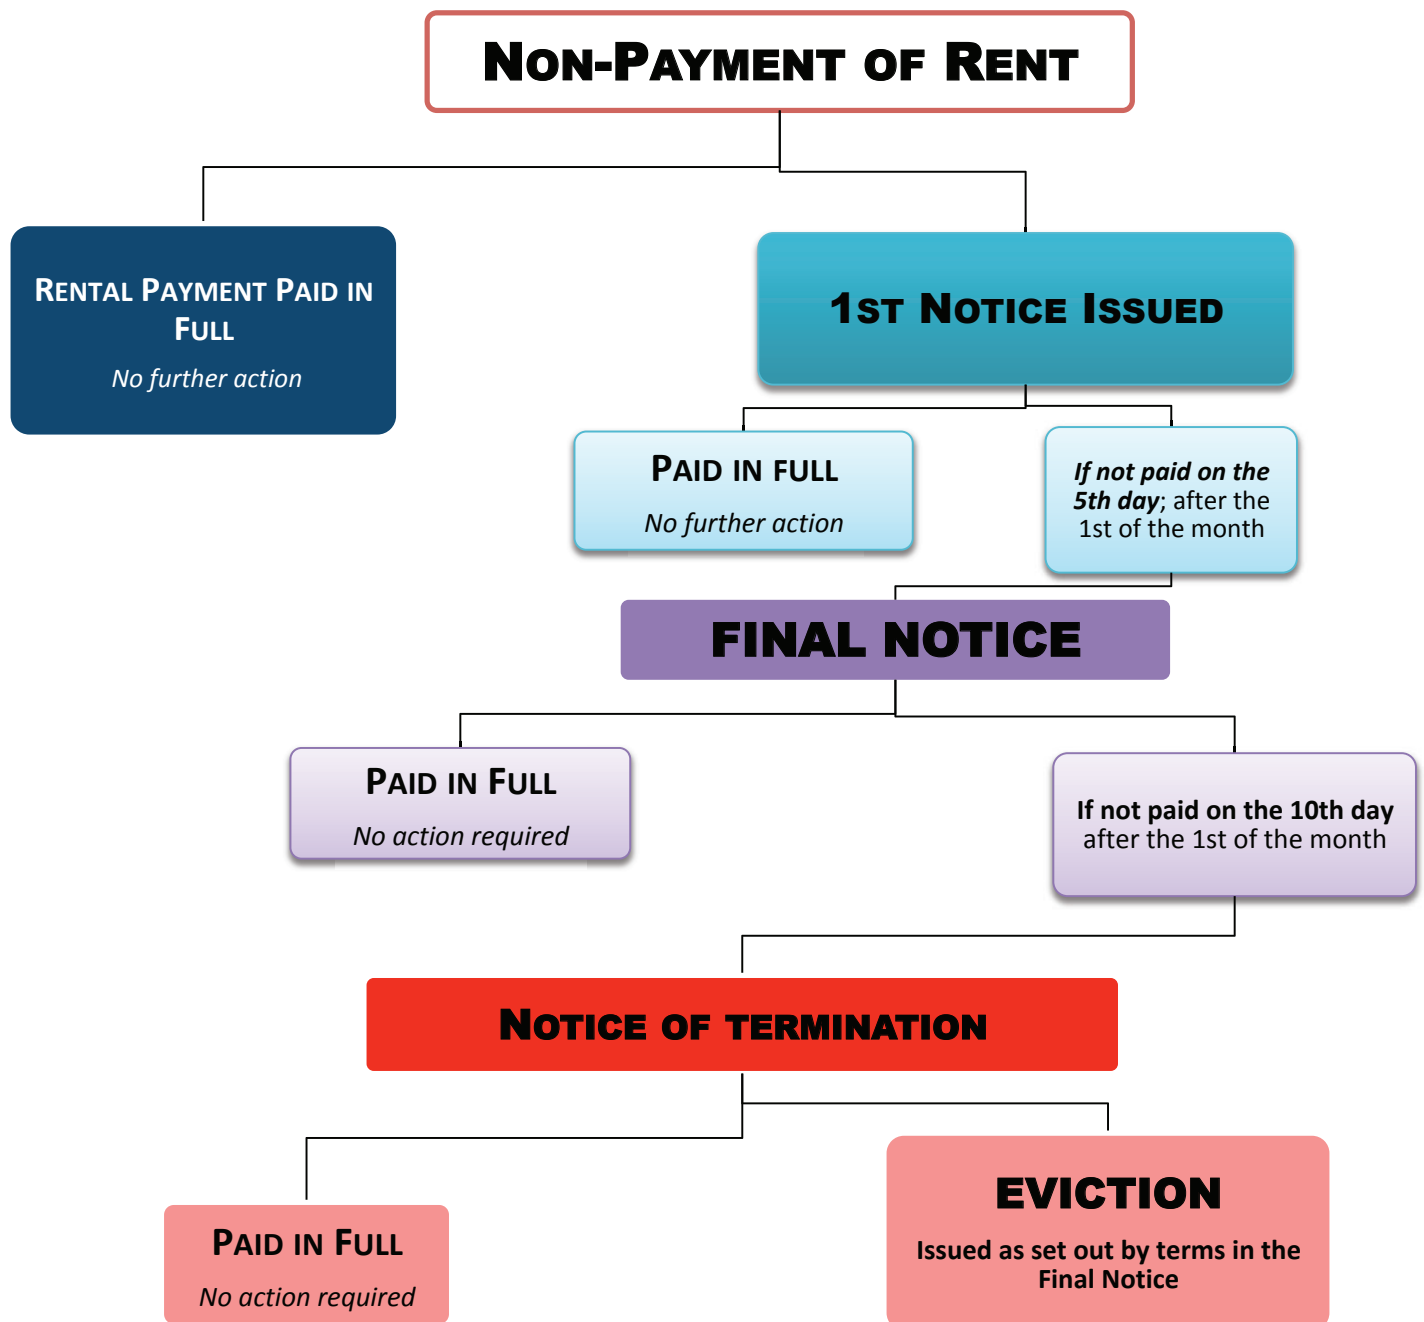 NON-PAYMENT OF RENT
RENTAL PAYMENT PAID IN
FULL
No further action
1ST NOTICE ISSUED
PAID IN FULL
No further action
If not paid on the
5th day; after the
1st of the month
FINAL NOTICE
PAID IN FULL
No action required
If not paid on the 10th day
after the 1st of the month
NOTICE OF TERMINATION
EVICTION
Issued as set out by terms in the
Final Notice
PAID IN FULL
No action required